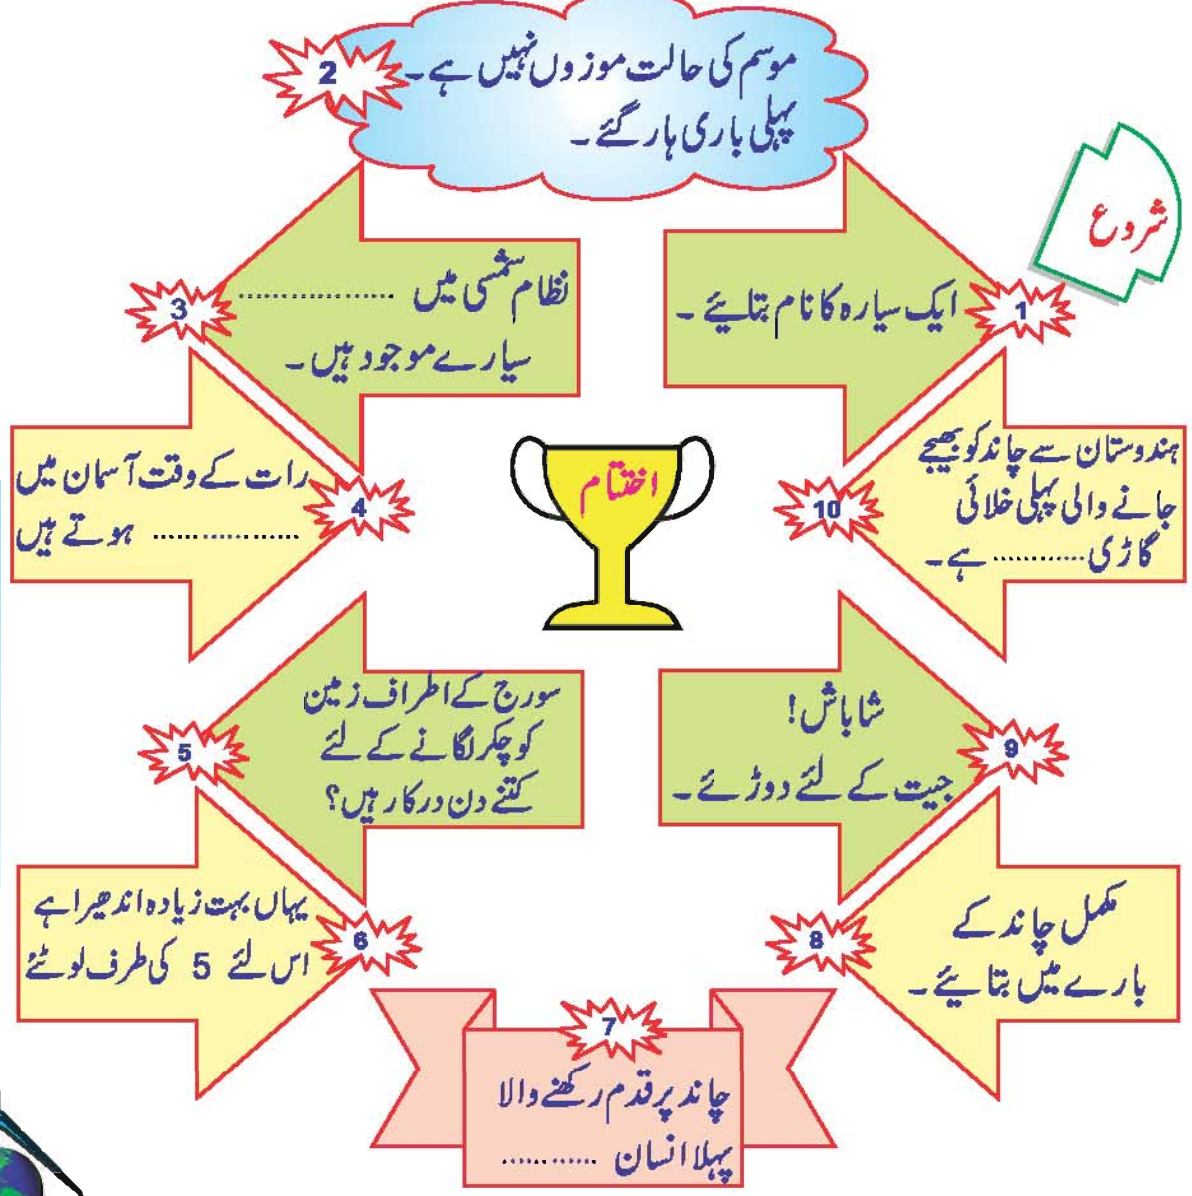 شروع
1
ایک سیارہ کا نام بتایئے ۔
2
موسم کی حالت موزوں نہیں ہے ۔
پہلی باری ہار گئے ۔
3
نظام شمسی میں ..................
سیارے موجود ہیں ۔
4
رات کے وقت آسمان میں
.................. ہوتے ہیں
5
سورج کے اطراف زمین
کو چکر لگانے کے لئے
کتنے دن درکار ہیں؟
6
یہاں بہت زیادہ اندھیرا ہے
اس لئے 5 کی طرف لوٹئے
7
چاند پر قدم رکھنے والا
پہلا انسان ............
8
مکمل چاند کے
بارے میں بتایئے ۔
9
شاباش!
جیت کے لئے دوڑئے ۔
10
ہندوستان سے چاند کو بھیجے
جانے والی پہلی خلائی
گاڑی ............ ہے ۔
اختتام